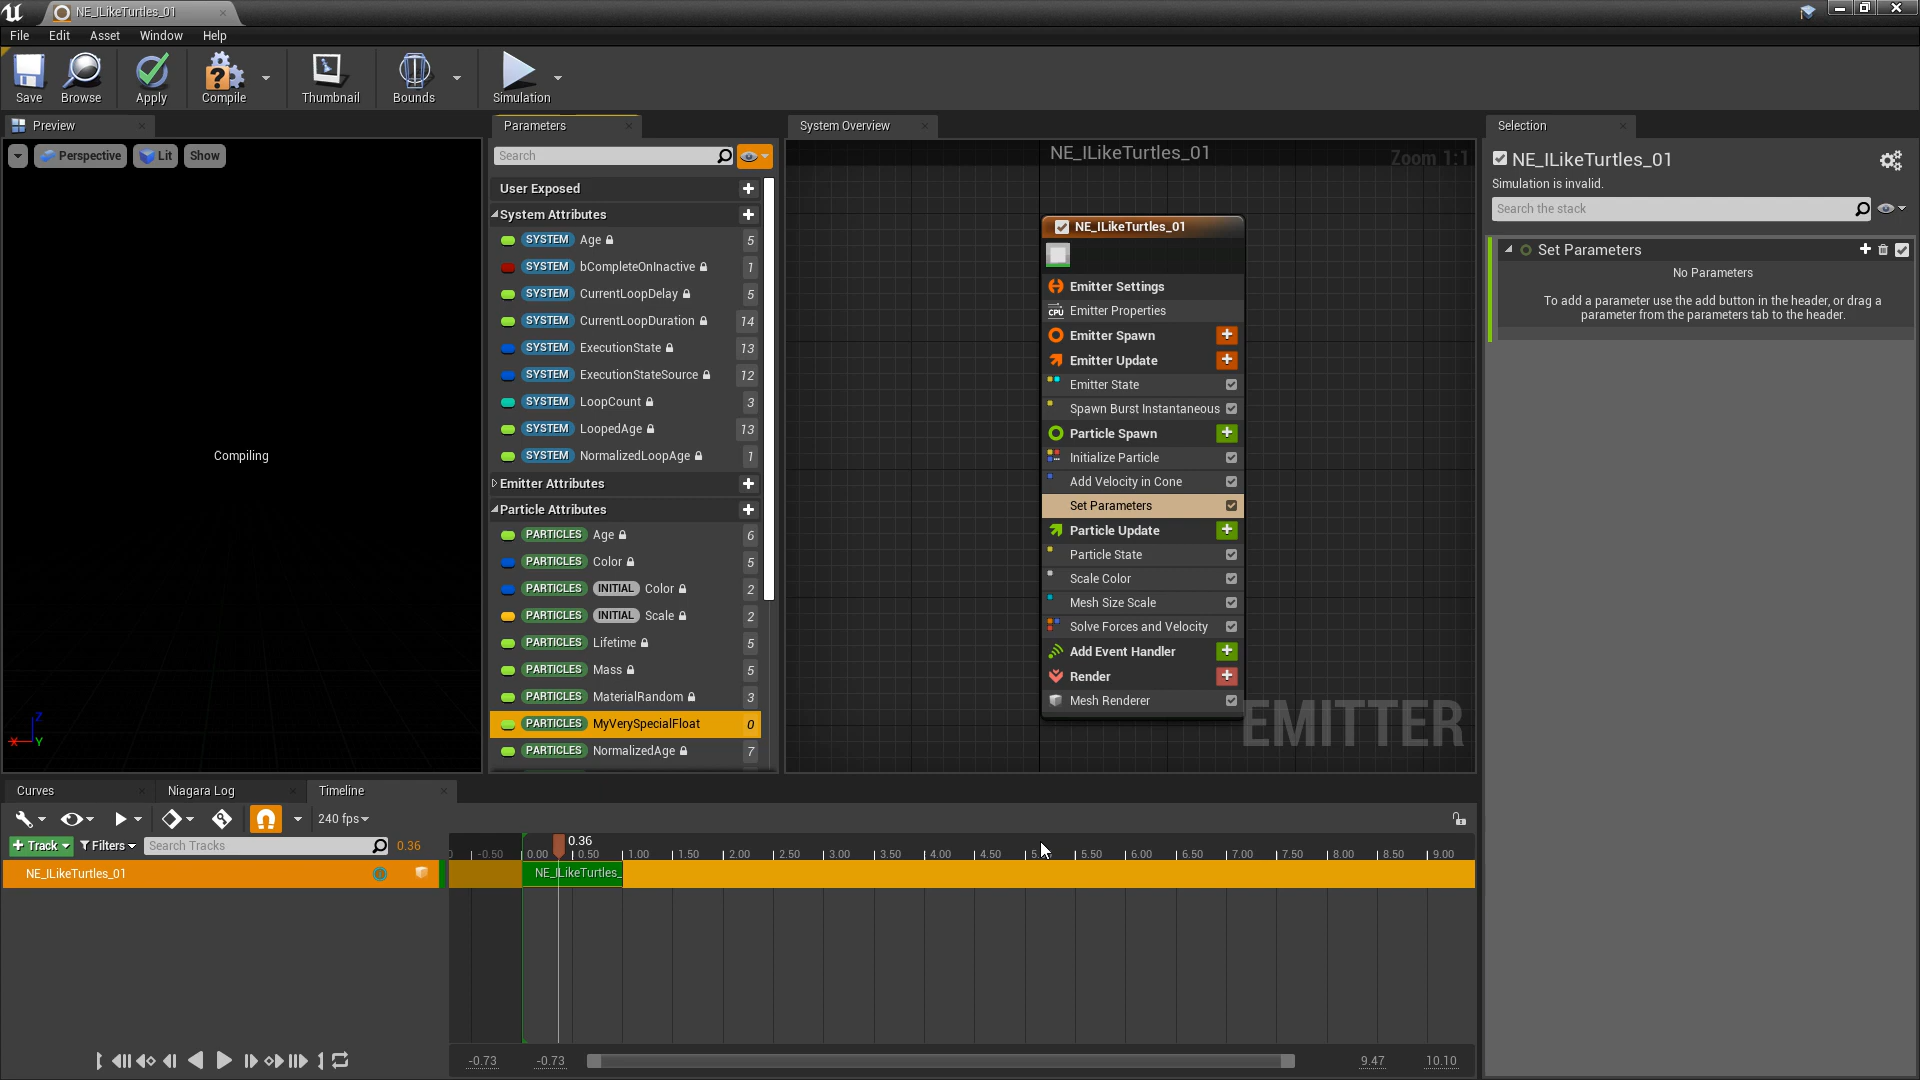 NE_ILikeTurtles_01
File Edit Asset Window Help
Save Browse Apply Compile Thumbnail Bounds Simulation
Preview
Perspective Lit Show
Compiling
Z
X Y
Parameters
Search
User Exposed
System Attributes
SYSTEM Age 5
SYSTEM bCompleteOnInactive 1
SYSTEM CurrentLoopDelay 5
SYSTEM CurrentLoopDuration 14
SYSTEM ExecutionState 13
SYSTEM ExecutionStateSource 12
SYSTEM LoopCount 3
SYSTEM LoopedAge 13
SYSTEM NormalizedLoopAge 1
Emitter Attributes
Particle Attributes
PARTICLES Age 6
PARTICLES Color 5
PARTICLES INITIAL Color 2
PARTICLES INITIAL Scale 2
PARTICLES Lifetime 5
PARTICLES Mass 5
PARTICLES MaterialRandom 3
PARTICLES MyVerySpecialFloat 0
PARTICLES NormalizedAge 7
System Overview
NE_ILikeTurtles_01
Zoom 1:1
NE_ILikeTurtles_01
Emitter Settings
CPU Emitter Properties
Emitter Spawn
Emitter Update
Emitter State
Spawn Burst Instantaneous
Particle Spawn
Initialize Particle
Add Velocity in Cone
Set Parameters
Particle Update
Particle State
Scale Color
Mesh Size Scale
Solve Forces and Velocity
Add Event Handler
Render
Mesh Renderer
EMITTER
Selection
NE_ILikeTurtles_01
Simulation is invalid.
Search the stack
Set Parameters
No Parameters
To add a parameter use the add button in the header, or drag a
parameter from the parameters tab to the header.
Curves Niagara Log Timeline
240 fps
+ Track Filters Search Tracks 0.36
0.36
-0.50 0.00 0.50 1.00 1.50 2.00 2.50 3.00 3.50 4.00 4.50 5.50 6.00 6.50 7.00 7.50 8.00 8.50 9.00
NE_ILikeTurtles_01
NE_ILikeTurtles_
-0.73 -0.73 9.47 10.10